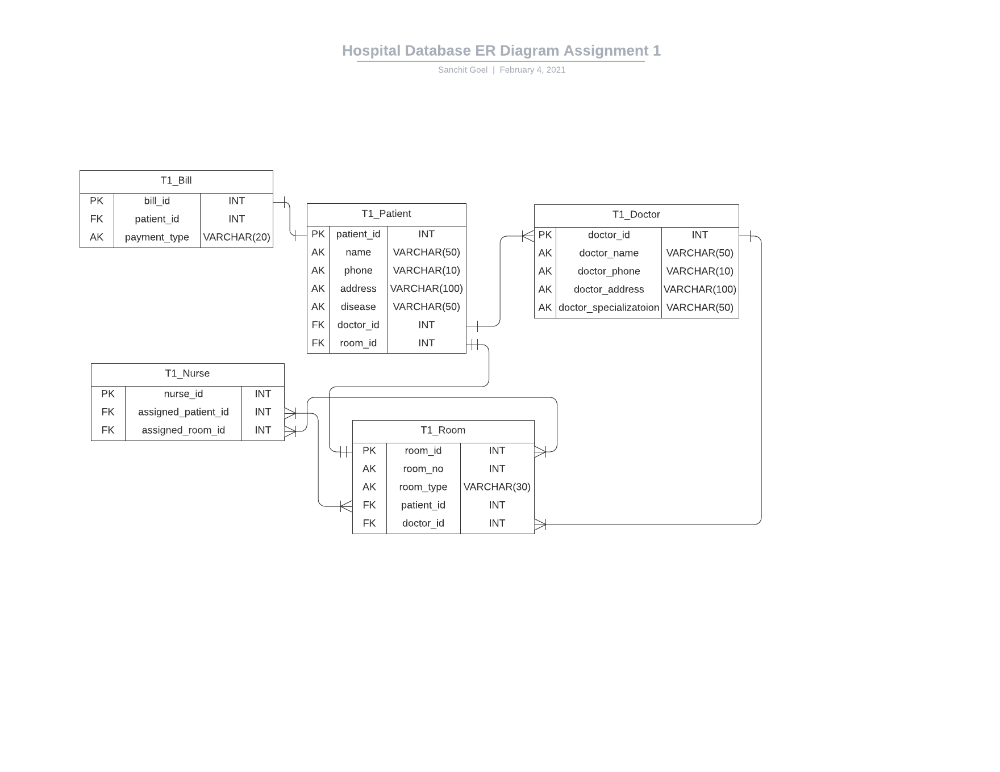 Hospital Database ER Diagram Assignment 1
Sanchit Goel | February 4, 2021
T1_Bill
PK bill_id INT
FK patient_id INT
AK payment_type VARCHAR(20)
T1_Patient
PK patient_id INT
AK name VARCHAR(50)
AK phone VARCHAR(10)
AK address VARCHAR(100)
AK disease VARCHAR(50)
FK doctor_id INT
FK room_id INT
T1_Doctor
PK doctor_id INT
AK doctor_name VARCHAR(50)
AK doctor_phone VARCHAR(10)
AK doctor_address VARCHAR(100)
AK doctor_specializatoion VARCHAR(50)
T1_Nurse
PK nurse_id INT
FK assigned_patient_id INT
FK assigned_room_id INT
T1_Room
PK room_id INT
AK room_no INT
AK room_type VARCHAR(30)
FK patient_id INT
FK doctor_id INT